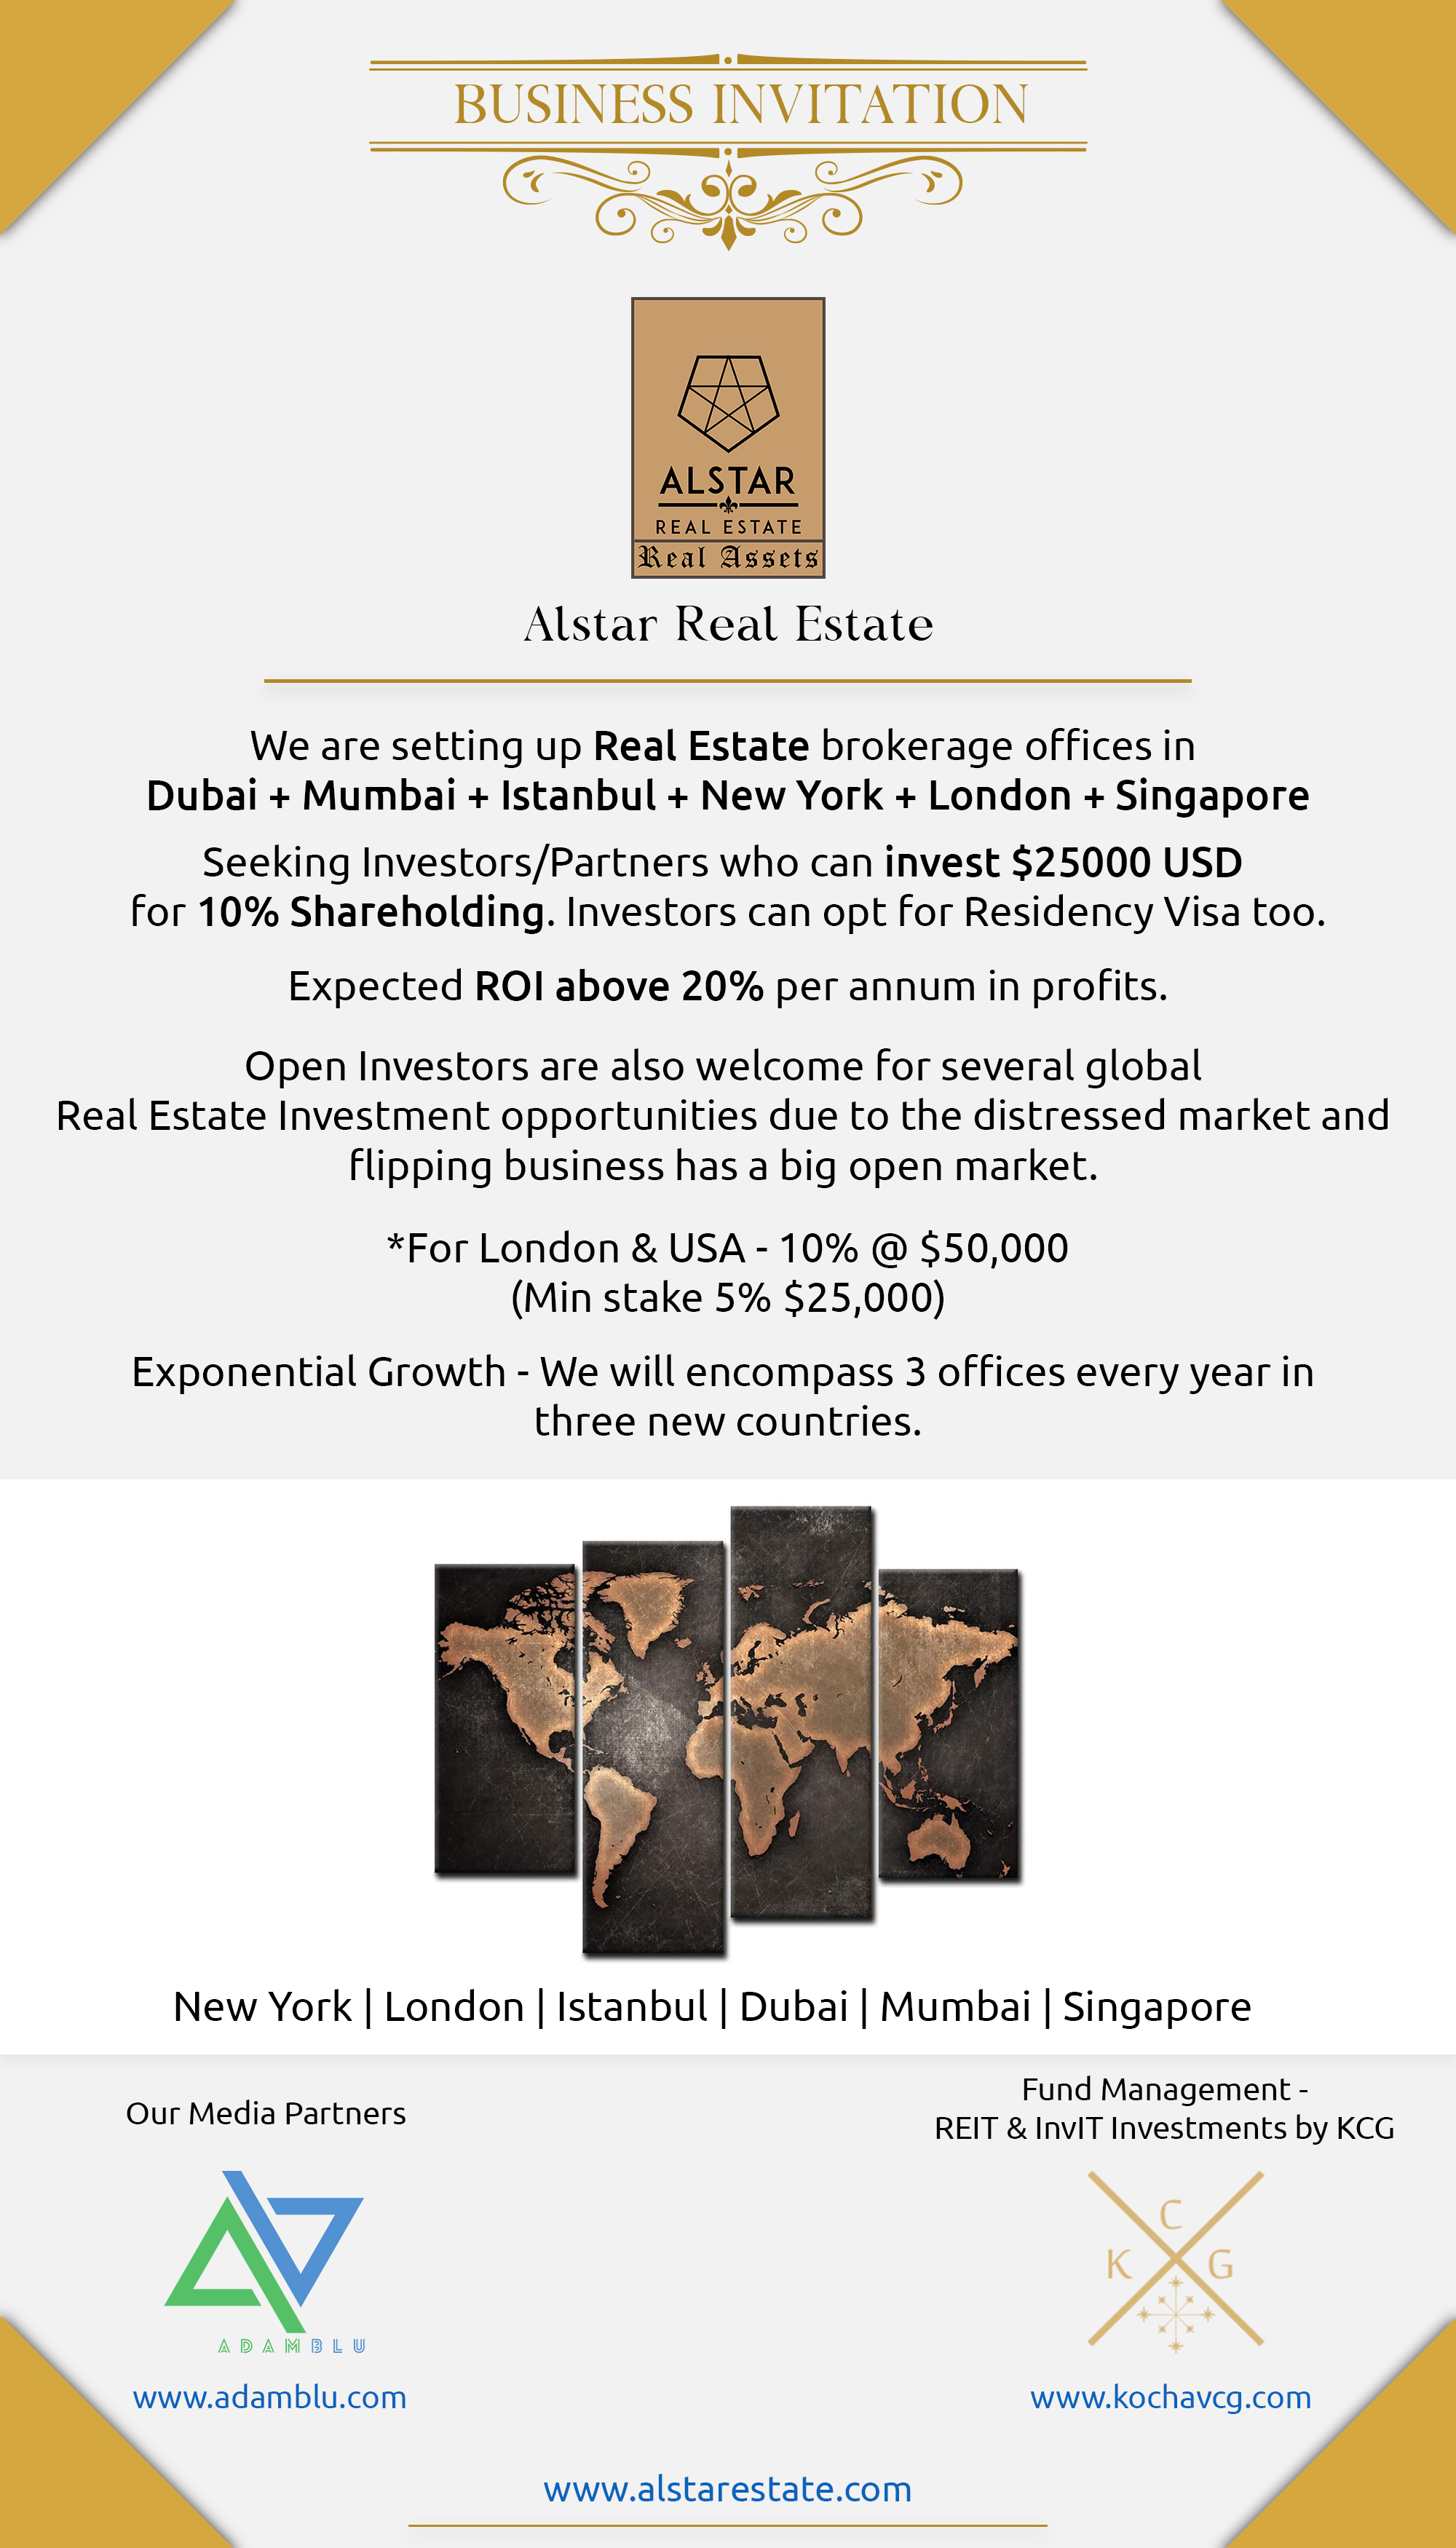 BUSINESS INVITATION
ALSTAR
REAL ESTATE
Real Assets
Alstar Real Estate
We are setting up Real Estate brokerage offices in
Dubai + Mumbai + Istanbul + New York + London + Singapore
Seeking Investors/Partners who can invest $25000 USD
for 10% Shareholding. Investors can opt for Residency Visa too.
Expected ROI above 20% per annum in profits.
Open Investors are also welcome for several global
Real Estate Investment opportunities due to the distressed market and
flipping business has a big open market.
*For London & USA - 10% @ $50,000
(Min stake 5% $25,000)
Exponential Growth - We will encompass 3 offices every year in
three new countries.
New York | London | Istanbul | Dubai | Mumbai | Singapore
Our Media Partners
ADAMBLU
www.adamblu.com
Fund Management -
REIT & InvIT Investments by KCG
C
K G
www.kochavcg.com
www.alstarestate.com